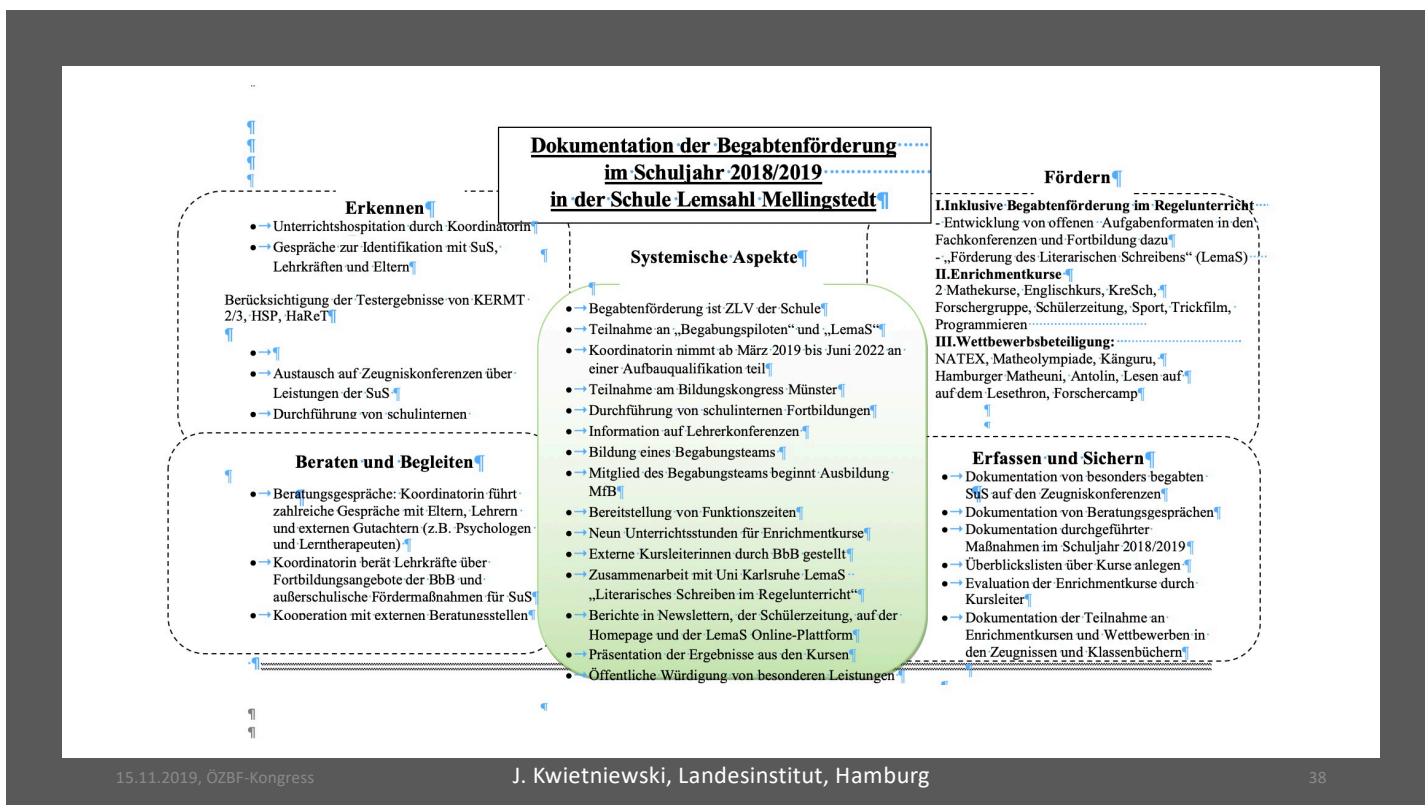 Dokumentation der Begabtenförderung
im Schuljahr 2018/2019
in der Schule Lemsahl Mellingstedt
Erkennen
• Unterrichtshospitation durch Koordinatorin
• Gespräche zur Identifikation mit SuS,
Lehrkräften und Eltern
Berücksichtigung der Testergebnisse von KERMT
2/3, HSP, HaReT
•
• Austausch auf Zeugniskonferenzen über
Leistungen der SuS
• Durchführung von schulinternen
Beraten und Begleiten
• Beratungsgespräche: Koordinatorin führt
zahlreiche Gespräche mit Eltern, Lehrern
und externen Gutachtern (z.B. Psychologen
und Lerntherapeuten)
• Koordinatorin berät Lehrkräfte über
Fortbildungsangebote der BbB und
außerschulische Fördermaßnahmen für SuS
• Kooperation mit externen Beratungsstellen
Systemische Aspekte
• Begabtenförderung ist ZLV der Schule
• Teilnahme an „Begabungspiloten“ und „LemaS“
• Koordinatorin nimmt ab März 2019 bis Juni 2022 an
einer Aufbauqualifikation teil
• Teilnahme am Bildungskongress Münster
• Durchführung von schulinternen Fortbildungen
• Information auf Lehrerkonferenzen
• Bildung eines Begabungsteams
• Mitglied des Begabungsteams beginnt Ausbildung
MfB
• Bereitstellung von Funktionszeiten
• Neun Unterrichtsstunden für Enrichmentkurse
• Externe Kursleiterinnen durch BbB gestellt
• Zusammenarbeit mit Uni Karlsruhe LemaS
„Literarisches Schreiben im Regelunterricht“
• Berichte in Newslettern, der Schülerzeitung, auf der
Homepage und der LemaS Online-Plattform
• Präsentation der Ergebnisse aus den Kursen
• Öffentliche Würdigung von besonderen Leistungen
Fördern
I.Inklusive Begabtenförderung im Regelunterricht
- Entwicklung von offenen Aufgabenformaten in den
Fachkonferenzen und Fortbildung dazu
- „Förderung des Literarischen Schreibens“ (LemaS)
II.Enrichmentkurse
2 Mathekurse, Englischkurs, KreSch,
Forschergruppe, Schülerzeitung, Sport, Trickfilm,
Programmieren
III.Wettbewerbsbeteiligung:
NATEX, Matheolympiade, Känguru,
Hamburger Matheuni, Antolin, Lesen auf
auf dem Lesethron, Forschercamp
Erfassen und Sichern
• Dokumentation von besonders begabten
SuS auf den Zeugniskonferenzen
• Dokumentation von Beratungsgesprächen
• Dokumentation durchgeführter
Maßnahmen im Schuljahr 2018/2019
• Überblickslisten über Kurse anlegen
• Evaluation der Enrichmentkurse durch
Kursleiter
• Dokumentation der Teilnahme an
Enrichmentkursen und Wettbewerben in
den Zeugnissen und Klassenbüchern
15.11.2019, ÖZBF-Kongress
J. Kwietniewski, Landesinstitut, Hamburg
38